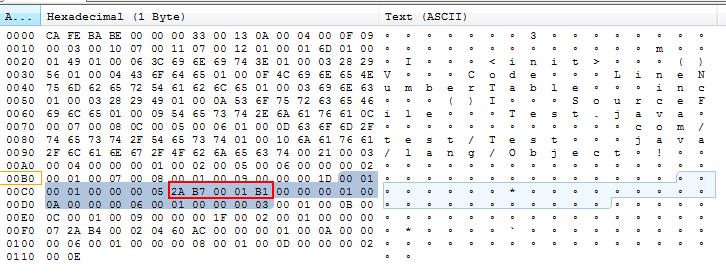 A... Hexadecimal (1 Byte) Text (ASCII)
0000 CA FE BA BE 00 00 00 33 00 13 0A 00 04 00 0F 09 ∘ ∘ ∘ ∘ ∘ ∘ ∘ 3 ∘ ∘ ∘ ∘ ∘ ∘ ∘ ∘
0010 00 03 00 10 07 00 11 07 00 12 01 00 01 6D 01 00 ∘ ∘ ∘ ∘ ∘ ∘ ∘ ∘ ∘ ∘ ∘ ∘ ∘ m ∘ ∘
0020 01 49 01 00 06 3C 69 6E 69 74 3E 01 00 03 28 29 ∘ I ∘ ∘ ∘ < i n i t > ∘ ∘ ∘ ( )
0030 56 01 00 04 43 6F 64 65 01 00 0F 4C 69 6E 65 4E V ∘ ∘ ∘ C o d e ∘ ∘ ∘ L i n e N
0040 75 6D 62 65 72 54 61 62 6C 65 01 00 03 69 6E 63 u m b e r T a b l e ∘ ∘ ∘ i n c
0050 01 00 03 28 29 49 01 00 0A 53 6F 75 72 63 65 46 ∘ ∘ ∘ ( ) I ∘ ∘ ∘ S o u r c e F
0060 69 6C 65 01 00 09 54 65 73 74 2E 6A 61 76 61 0C i l e ∘ ∘ ∘ T e s t . j a v a ∘
0070 00 07 00 08 0C 00 05 00 06 01 00 0D 63 6F 6D 2F ∘ ∘ ∘ ∘ ∘ ∘ ∘ ∘ ∘ ∘ ∘ ∘ c o m /
0080 74 65 73 74 2F 54 65 73 74 01 00 10 6A 61 76 61 t e s t / T e s t ∘ ∘ ∘ j a v a
0090 2F 6C 61 6E 67 2F 4F 62 6A 65 63 74 00 21 00 03 / l a n g / O b j e c t ∘ ! ∘ ∘
00A0 00 04 00 00 00 01 00 02 00 05 00 06 00 00 00 02 ∘ ∘ ∘ ∘ ∘ ∘ ∘ ∘ ∘ ∘ ∘ ∘ ∘ ∘ ∘ ∘
00B0 00 01 00 07 00 08 00 01 00 09 00 00 00 1D 00 01 ∘ ∘ ∘ ∘ ∘ ∘ ∘ ∘ ∘ ∘ ∘ ∘ ∘ ∘ ∘ ∘
00C0 00 01 00 00 00 05 2A B7 00 01 B1 00 00 00 01 00 ∘ ∘ ∘ ∘ ∘ ∘ * ∘ ∘ ∘ ∘ ∘ ∘ ∘ ∘ ∘
00D0 0A 00 00 00 06 00 01 00 00 00 03 00 01 00 0B 00 ∘ ∘ ∘ ∘ ∘ ∘ ∘ ∘ ∘ ∘ ∘ ∘ ∘ ∘ ∘ ∘
00E0 0C 00 01 00 09 00 00 00 1F 00 02 00 01 00 00 00 ∘ ∘ ∘ ∘ ∘ ∘ ∘ ∘ ∘ ∘ ∘ ∘ ∘ ∘ ∘ ∘
00F0 07 2A B4 00 02 04 60 AC 00 00 00 01 00 0A 00 00 ∘ * ∘ ∘ ∘ ∘ ` ∘ ∘ ∘ ∘ ∘ ∘ ∘ ∘ ∘
0100 00 06 00 01 00 00 00 08 00 01 00 0D 00 00 00 02 ∘ ∘ ∘ ∘ ∘ ∘ ∘ ∘ ∘ ∘ ∘ ∘ ∘ ∘ ∘ ∘
0110 00 0E ∘ ∘